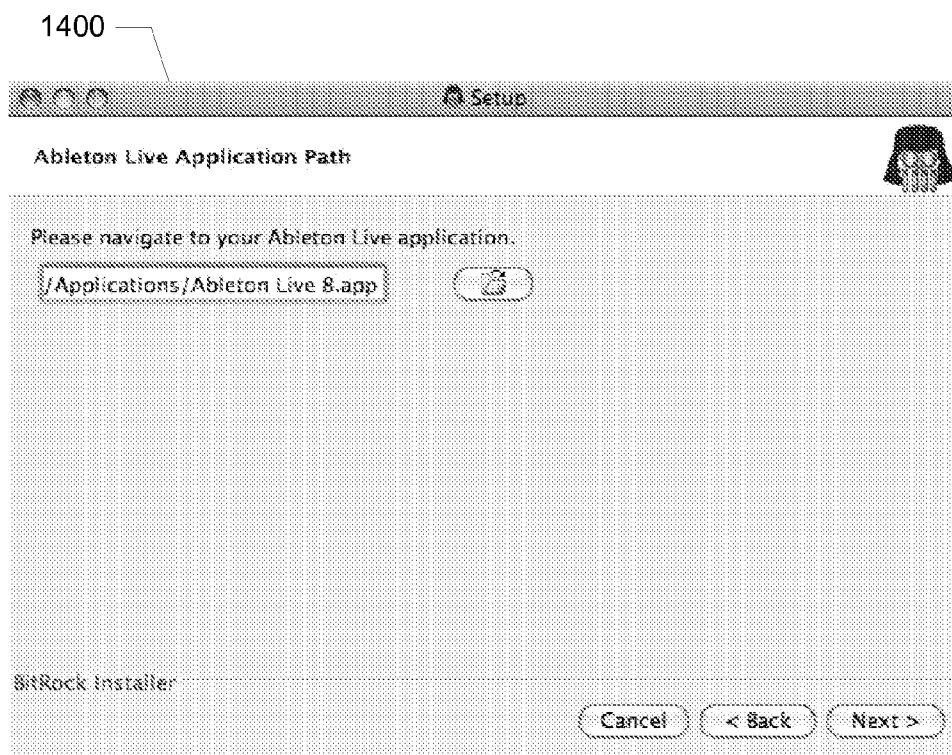 1400
Setup
Ableton Live Application Path
Please navigate to your Ableton Live application.
/Applications/Ableton Live 8.app
BitRock Installer
Cancel
< Back
Next >